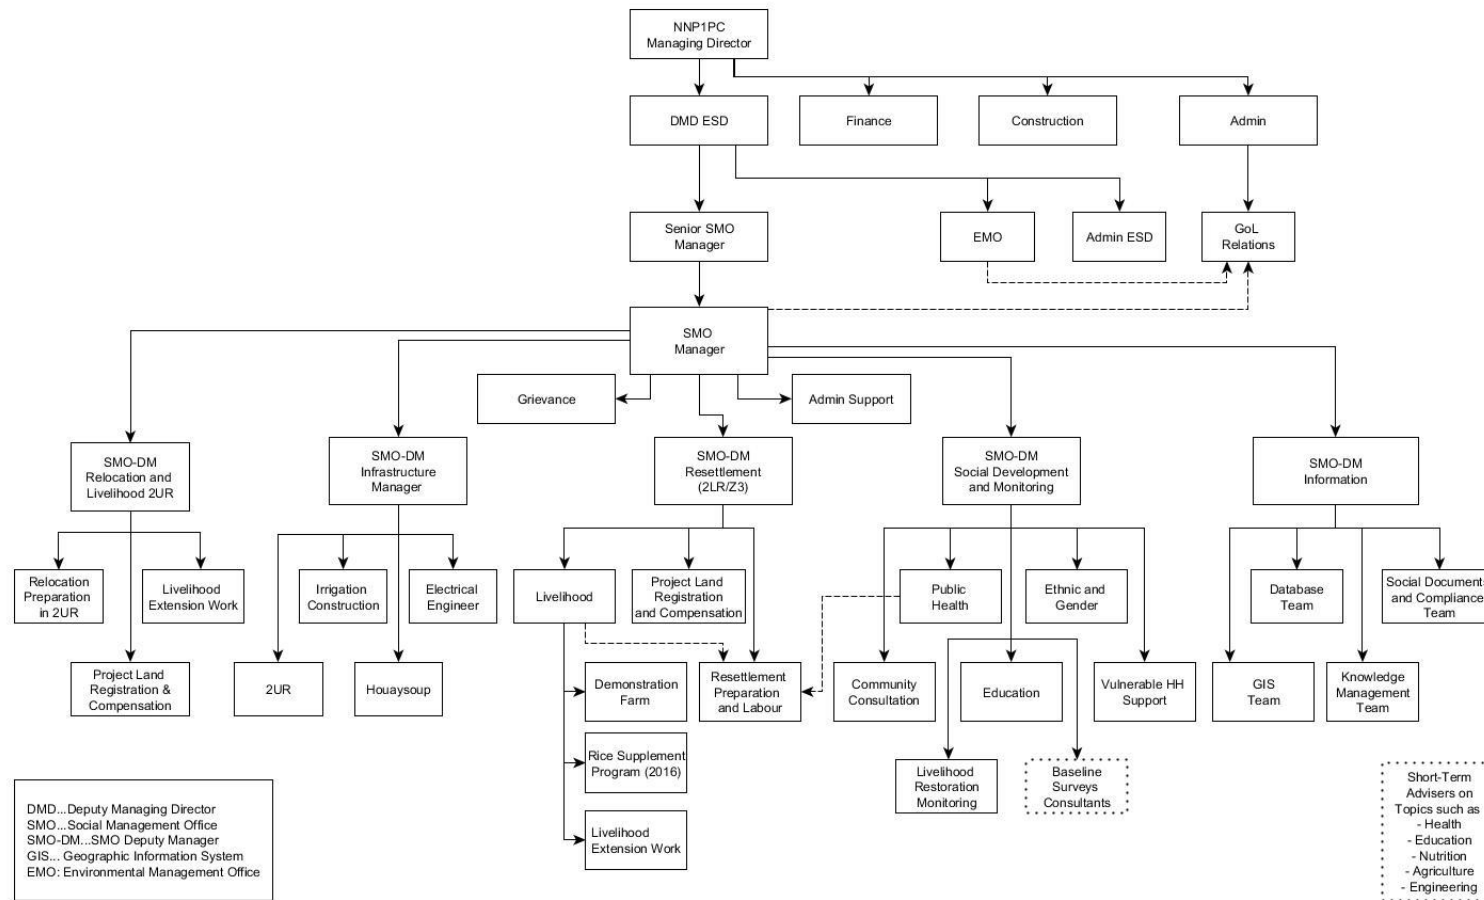 NNP1PC
Managing Director
DMD ESD
Finance
Construction
Admin
Senior SMO
Manager
EMO
Admin ESD
GoL
Relations
SMO
Manager
Grievance
Admin Support
SMO-DM
Relocation and
Livelihood 2UR
SMO-DM
Infrastructure
Manager
SMO-DM
Resettlement
(2LR/Z3)
SMO-DM
Social Development
and Monitoring
SMO-DM
Information
Relocation
Preparation
in 2UR
Livelihood
Extension Work
Irrigation
Construction
Electrical
Engineer
Livelihood
Project Land
Registration
and Compensation
Public
Health
Ethnic and
Gender
Database
Team
Social Document
and Compliance
Team
Project Land
Registration &
Compensation
2UR
Houaysoup
Demonstration
Farm
Resettlement
Preparation
and Labour
Community
Consultation
Education
Vulnerable HH
Support
GIS
Team
Knowledge
Management
Team
Rice Supplement
Program (2016)
Livelihood
Restoration
Monitoring
Baseline
Surveys
Consultants
Livelihood
Extension Work
DMD...Deputy Managing Director
SMO...Social Management Office
SMO-DM...SMO Deputy Manager
GIS... Geographic Information System
EMO: Environmental Management Office
Short-Term
Advisers on
Topics such as
- Health
- Education
- Nutrition
- Agriculture
- Engineering